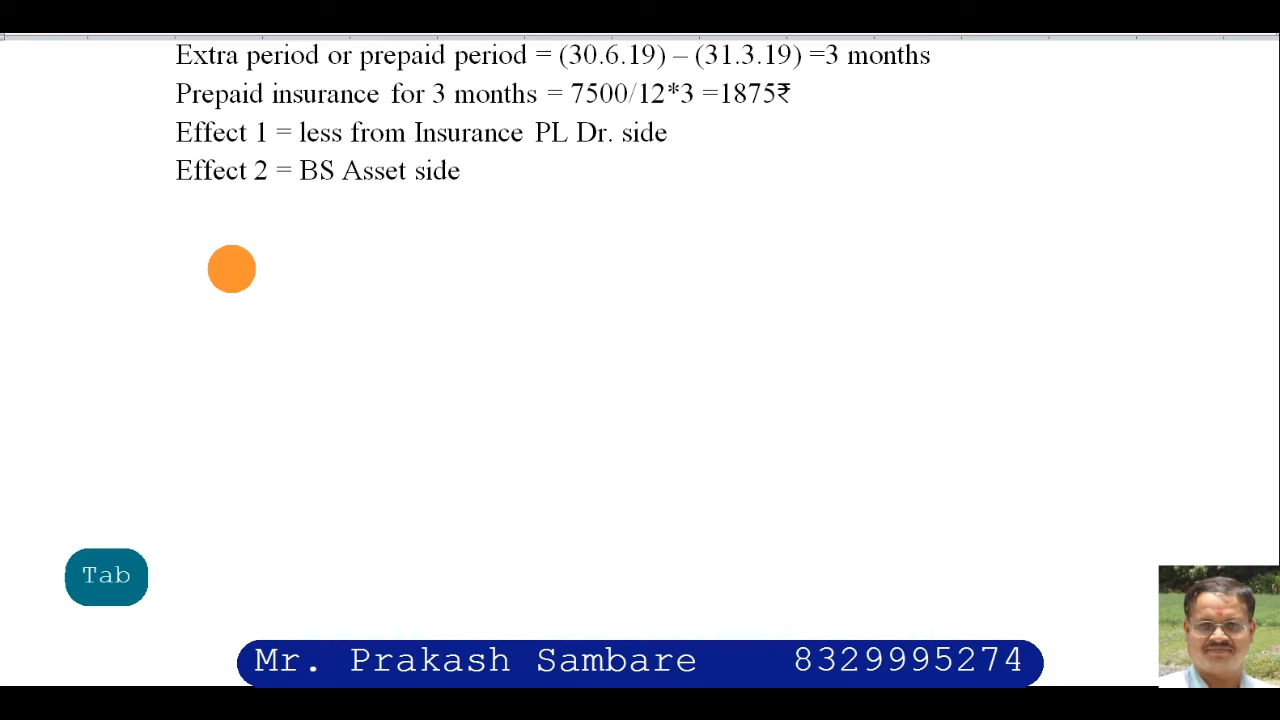 Extra period or prepaid period = (30.6.19) – (31.3.19) =3 months
Prepaid insurance for 3 months = 7500/12*3 =1875₹
Effect 1 = less from Insurance PL Dr. side
Effect 2 = BS Asset side
Tab
Mr. Prakash Sambare 8329995274